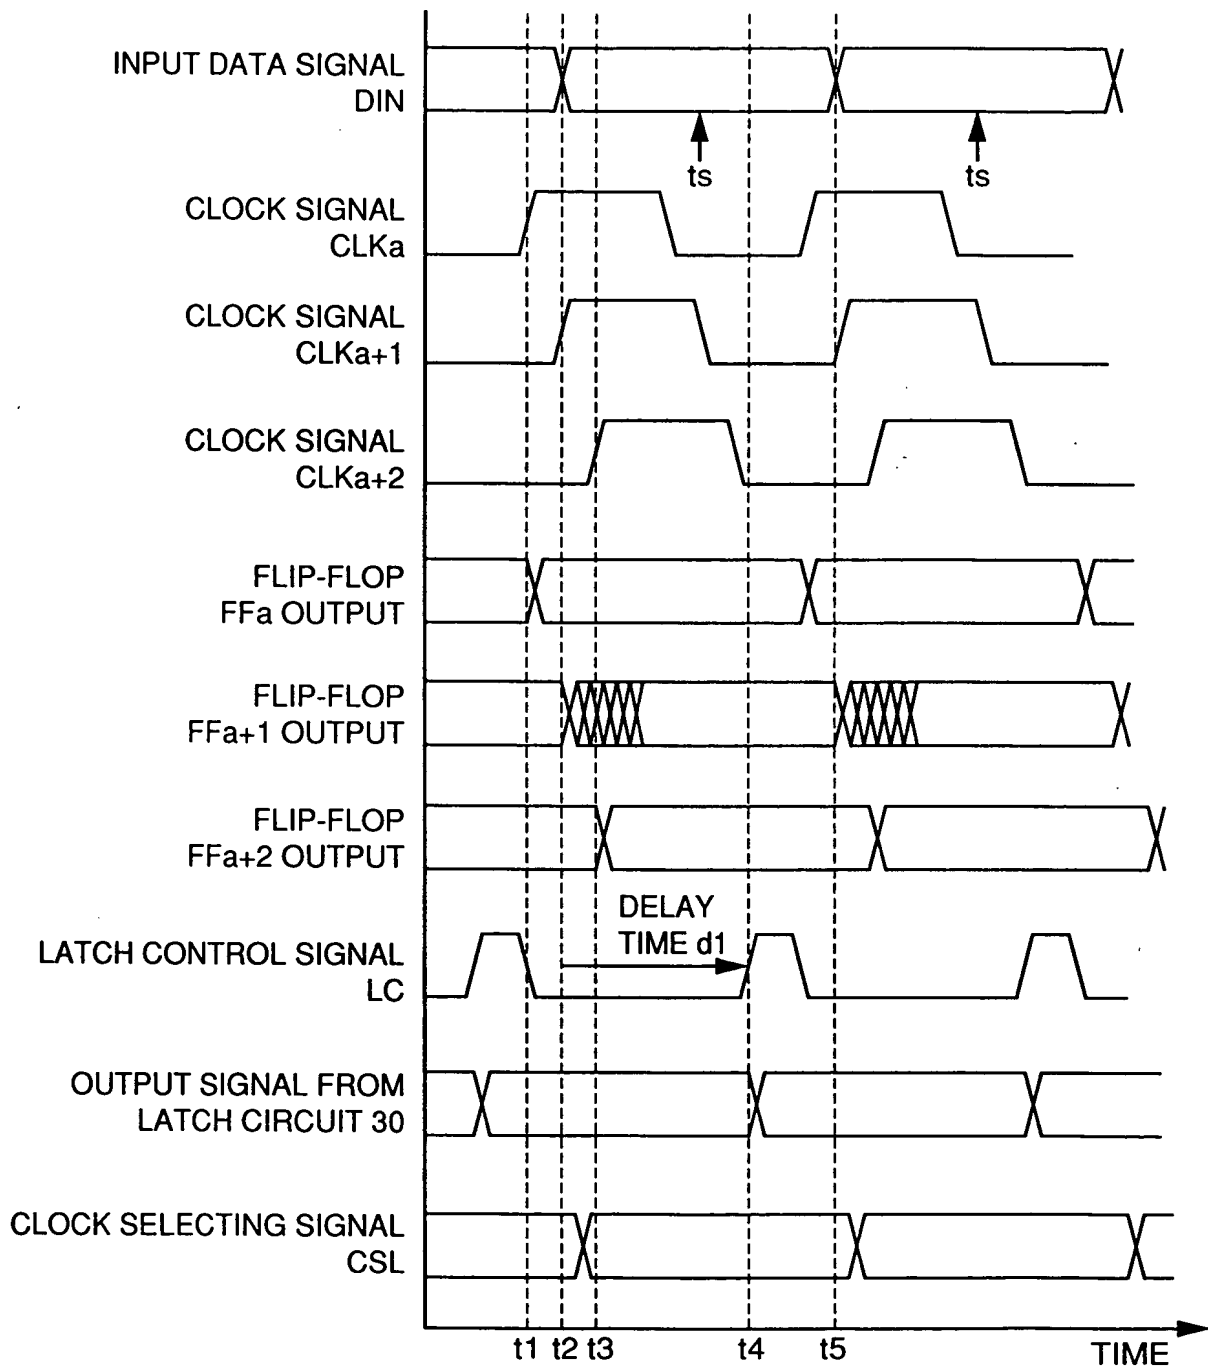 INPUT DATA SIGNAL
DIN
ts
ts
CLOCK SIGNAL
CLKa
CLOCK SIGNAL
CLKa+1
CLOCK SIGNAL
CLKa+2
FLIP-FLOP
FFa OUTPUT
FLIP-FLOP
FFa+1 OUTPUT
FLIP-FLOP
FFa+2 OUTPUT
DELAY
TIME d1
LATCH CONTROL SIGNAL
LC
OUTPUT SIGNAL FROM
LATCH CIRCUIT 30
CLOCK SELECTING SIGNAL
CSL
t1 t2 t3 t4 t5 TIME